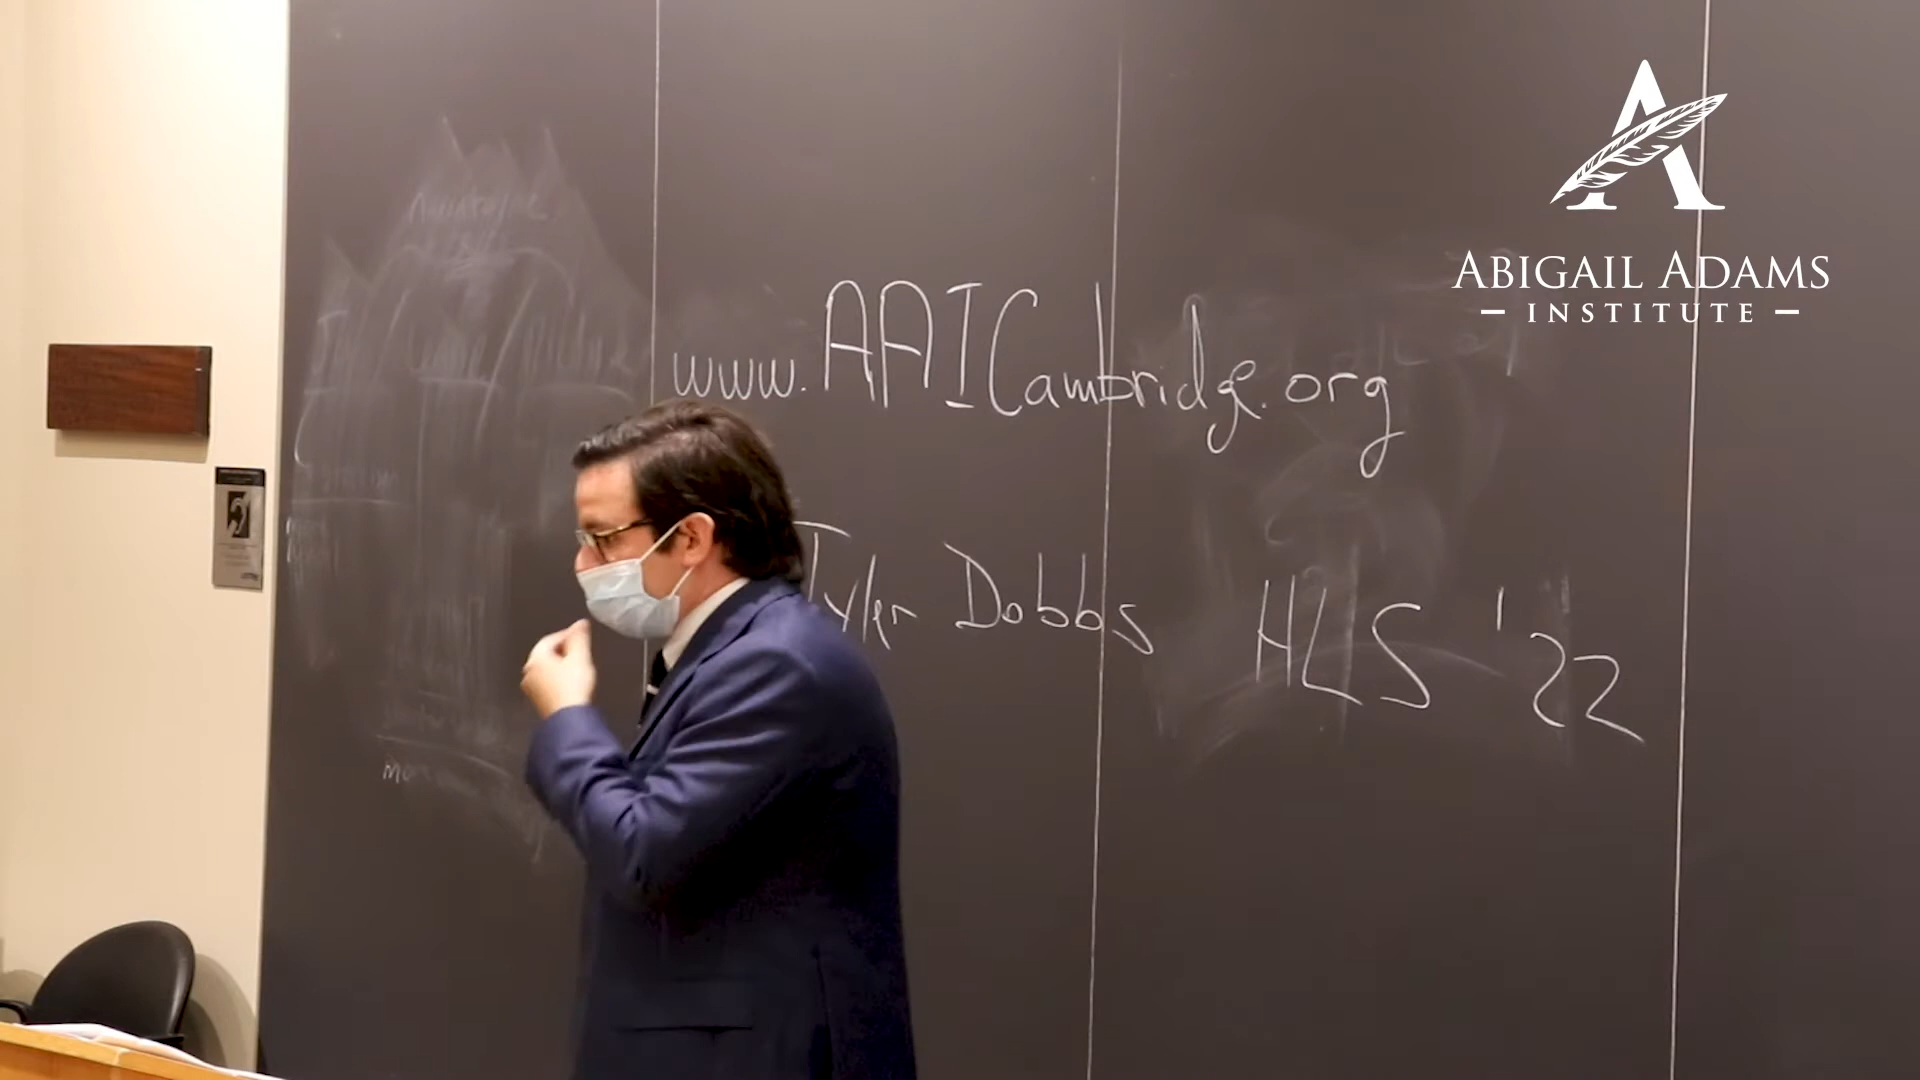 ABIGAIL ADAMS
INSTITUTE
www.AAICambridge.org
Tyler Dobbs HLS '22